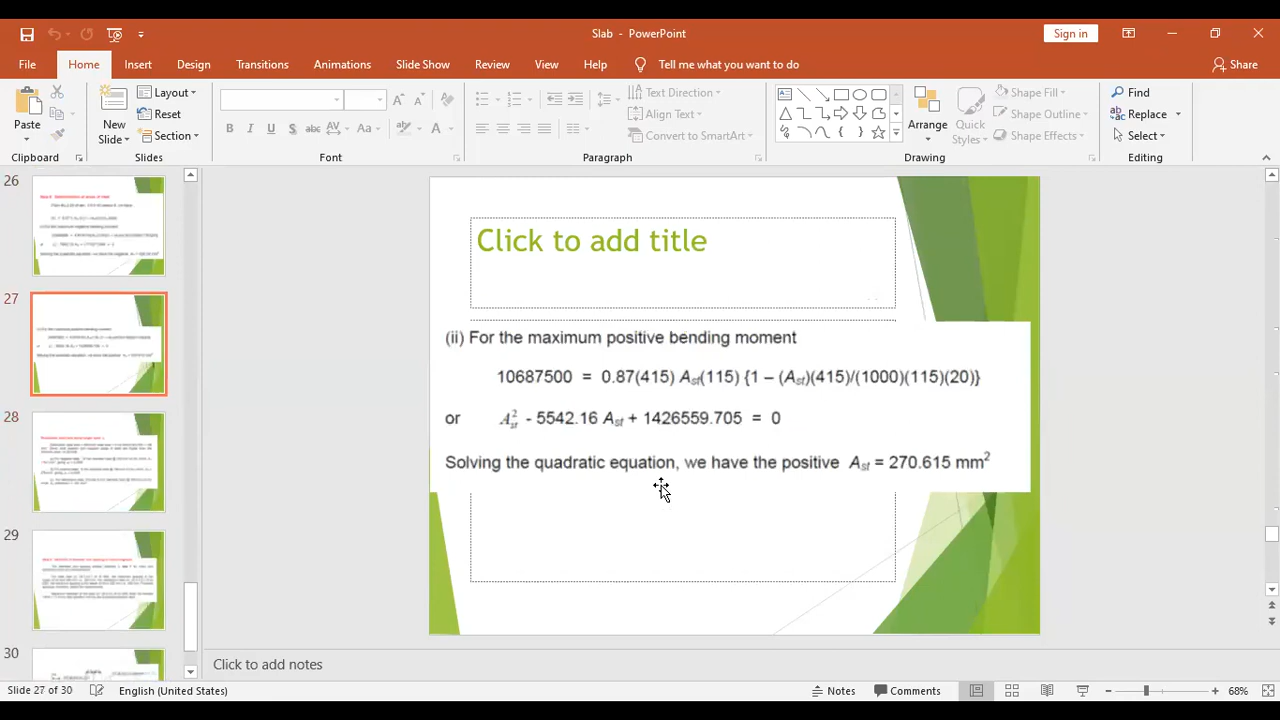 Slab - PowerPoint
Sign in
File Home Insert Design Transitions Animations Slide Show Review View Help Tell me what you want to do Share
Paste
Clipboard
New Slide
Layout
Reset
Section
Slides
B I U S abc AV Aa A
Font
Text Direction
Align Text
Convert to SmartArt
Paragraph
Arrange
Quick Styles
Shape Fill
Shape Outline
Shape Effects
Drawing
Find
Replace
Select
Editing
26
27
28
29
30
Click to add title
(ii) For the maximum positive bending moment
10687500 = 0.87(415) Ast(115) {1 – (Ast)(415)/(1000)(115)(20)}
or A²st - 5542.16 Ast + 1426559.705 = 0
Solving the quadratic equation, we have the positive Ast = 270.615 mm²
Click to add notes
Slide 27 of 30 English (United States) Notes Comments 68%